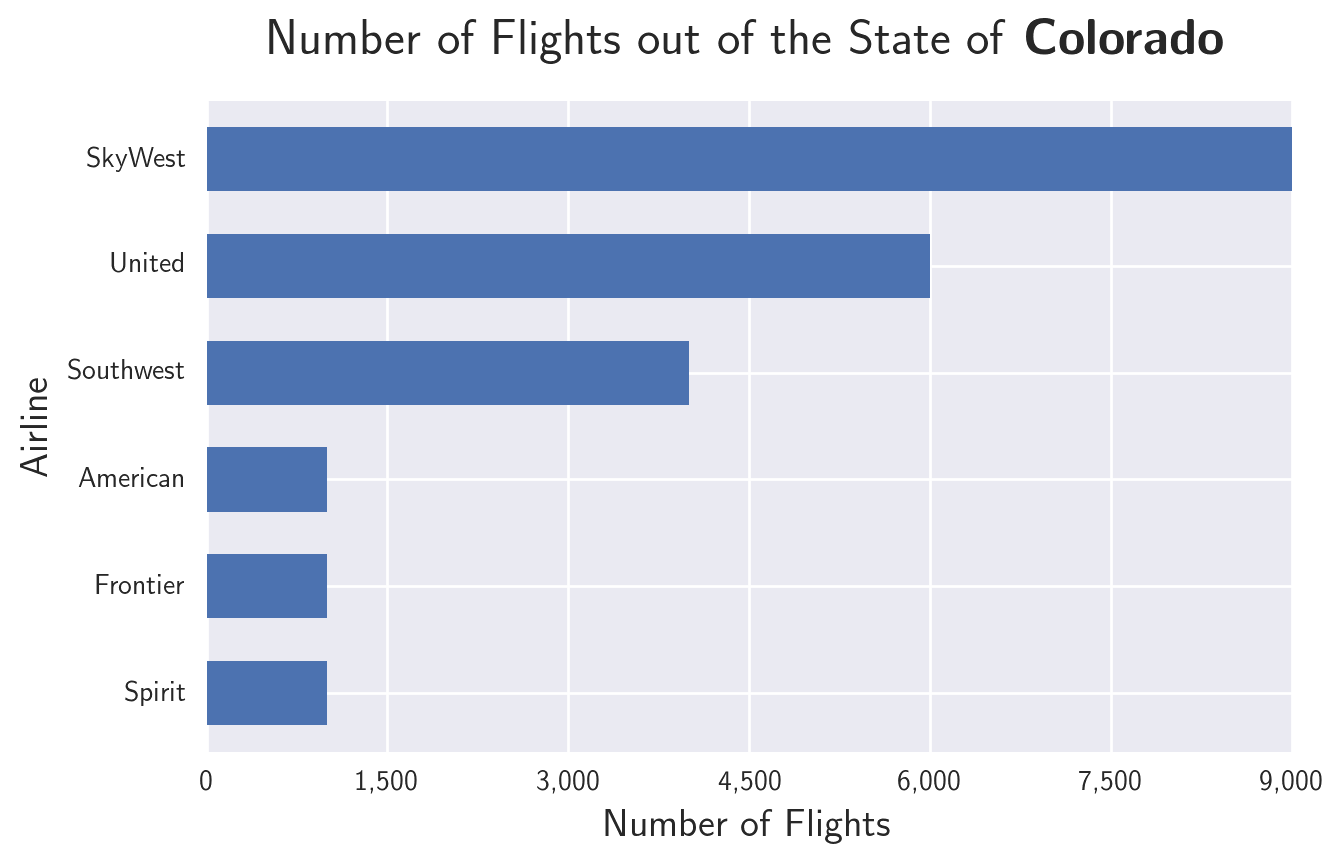 Number of Flights out of the State of Colorado
SkyWest
United
Southwest
American
Frontier
Spirit
Airline
0 1,500 3,000 4,500 6,000 7,500 9,000
Number of Flights